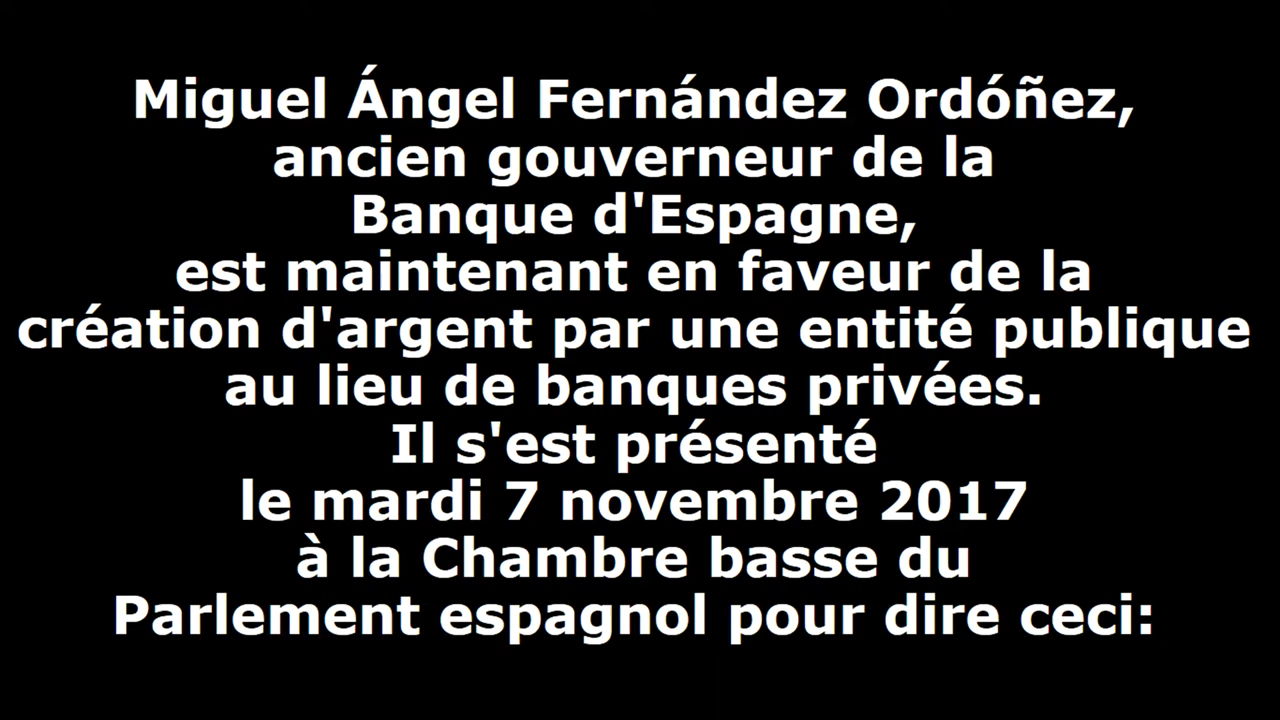 Miguel Ángel Fernández Ordóñez,
ancien gouverneur de la
Banque d'Espagne,
est maintenant en faveur de la
création d'argent par une entité publique
au lieu de banques privées.
Il s'est présenté
le mardi 7 novembre 2017
à la Chambre basse du
Parlement espagnol pour dire ceci: